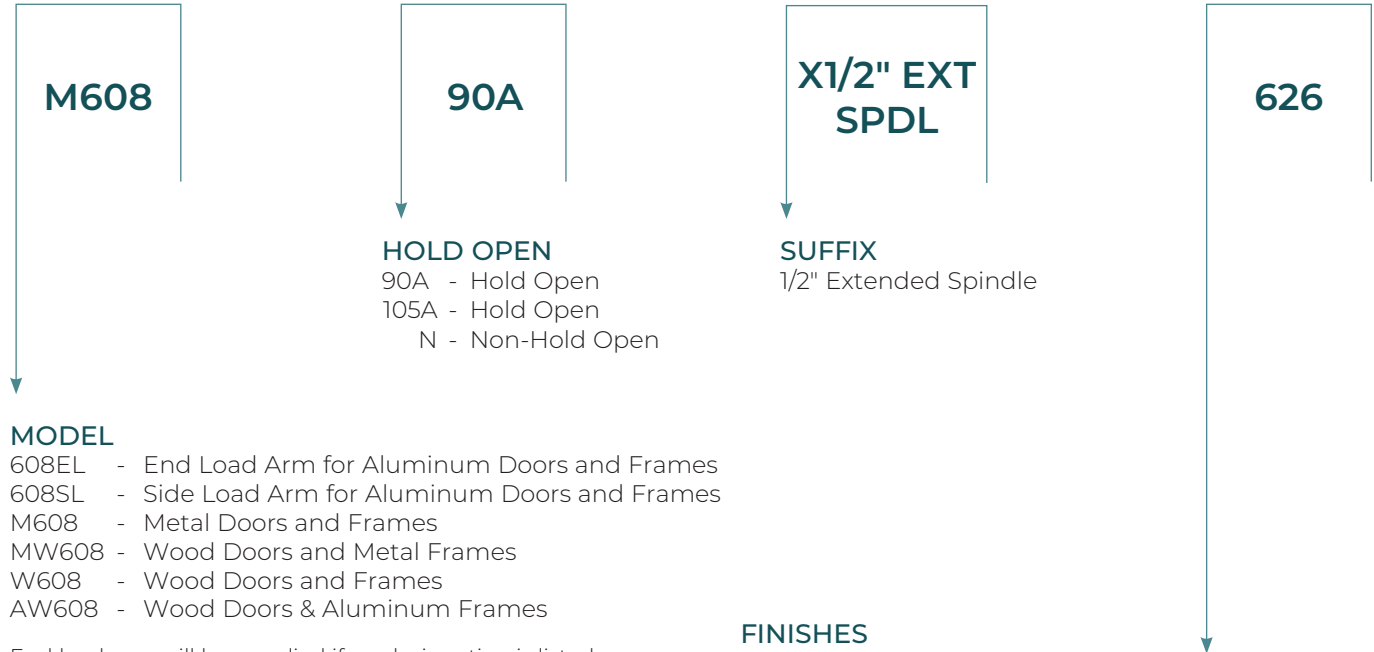 M608
90A
X1/2" EXT
SPDL
626
HOLD OPEN
90A - Hold Open
105A - Hold Open
N - Non-Hold Open
SUFFIX
1/2" Extended Spindle
MODEL
608EL - End Load Arm for Aluminum Doors and Frames
608SL - Side Load Arm for Aluminum Doors and Frames
M608 - Metal Doors and Frames
MW608 - Wood Doors and Metal Frames
W608 - Wood Doors and Frames
AW608 - Wood Doors & Aluminum Frames
FINISHES